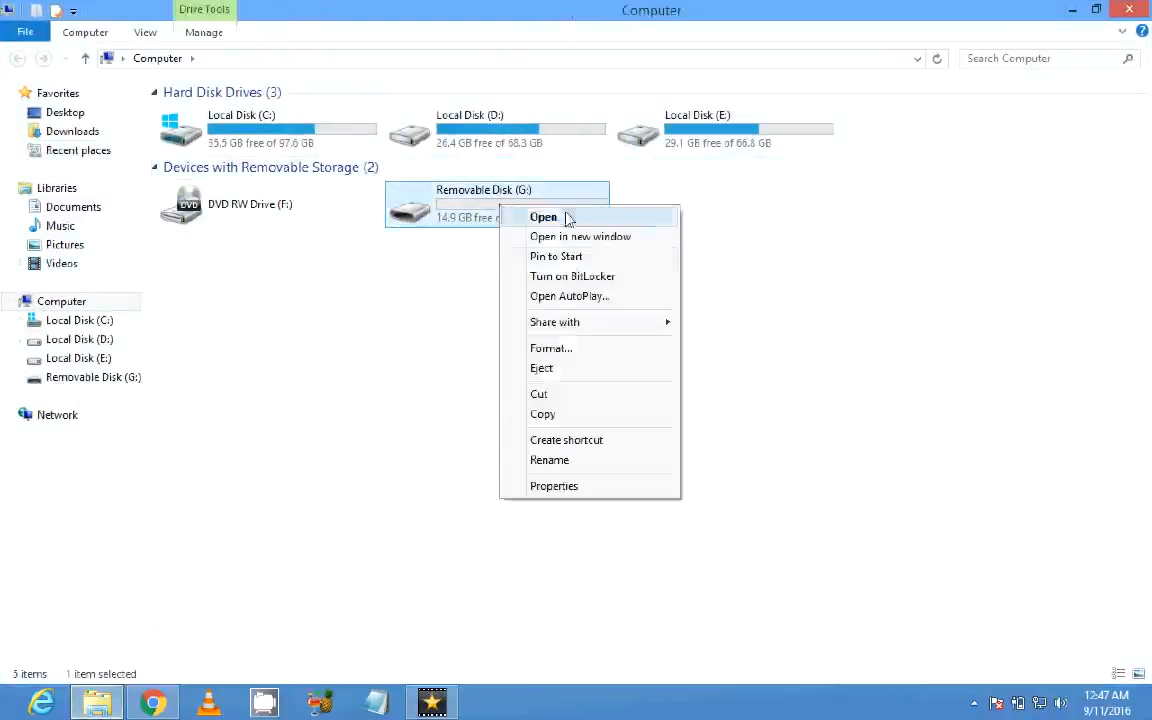 Drive Tools
Computer
File Computer View Manage
Computer
Search Computer
Favorites
Desktop
Downloads
Recent places
Libraries
Documents
Music
Pictures
Videos
Computer
Local Disk (C:)
Local Disk (D:)
Local Disk (E:)
Removable Disk (G:)
Network
Hard Disk Drives (3)
Local Disk (C:)
35.5 GB free of 97.6 GB
Local Disk (D:)
26.4 GB free of 68.3 GB
Local Disk (E:)
29.1 GB free of 66.8 GB
Devices with Removable Storage (2)
DVD RW Drive (F:)
DVD
Removable Disk (G:)
14.9 GB free
Open
Open in new window
Pin to Start
Turn on BitLocker
Open AutoPlay...
Share with
Format...
Eject
Cut
Copy
Create shortcut
Rename
Properties
5 items 1 item selected
12:47 AM
9/11/2016